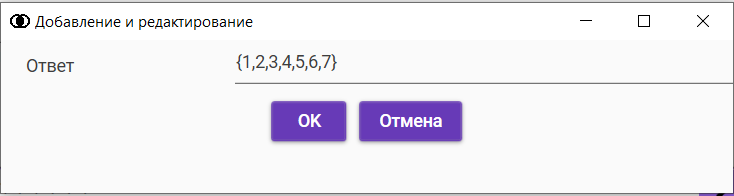 Добавление и редактирование
Ответ
{1,2,3,4,5,6,7}
OK
Отмена